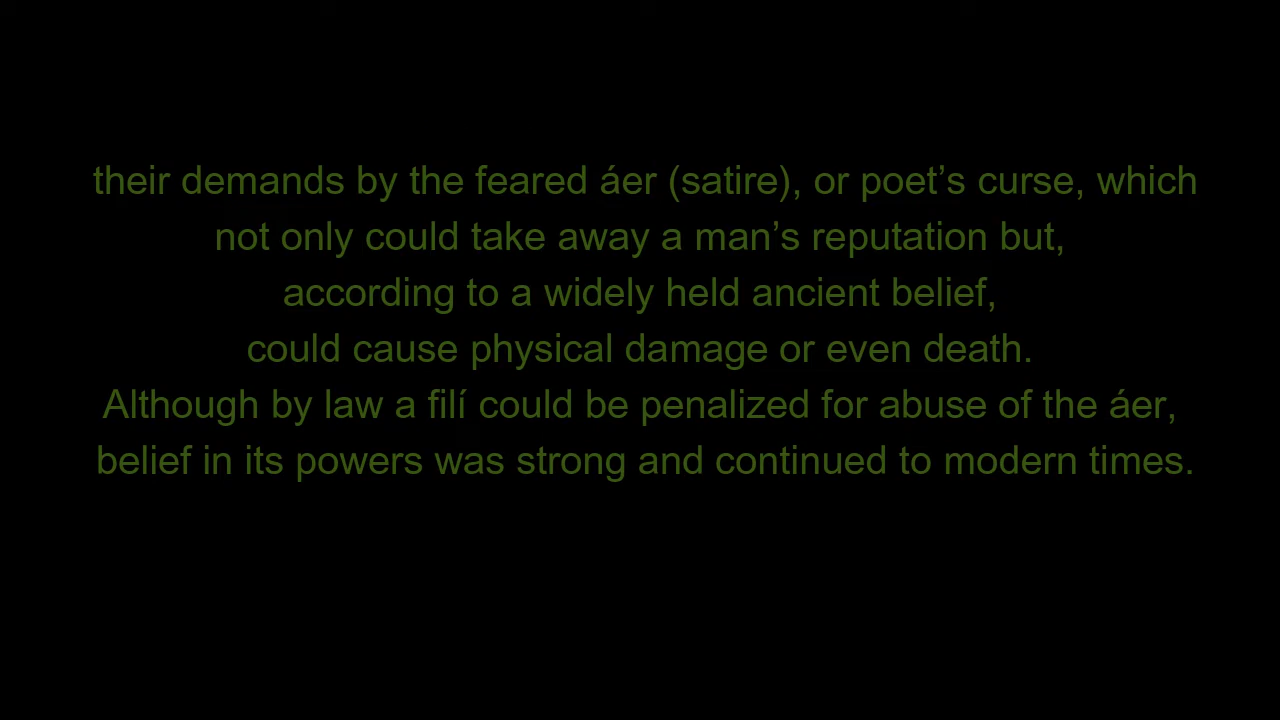 their demands by the feared áer (satire), or poet’s curse, which
not only could take away a man’s reputation but,
according to a widely held ancient belief,
could cause physical damage or even death.
Although by law a filí could be penalized for abuse of the áer,
belief in its powers was strong and continued to modern times.